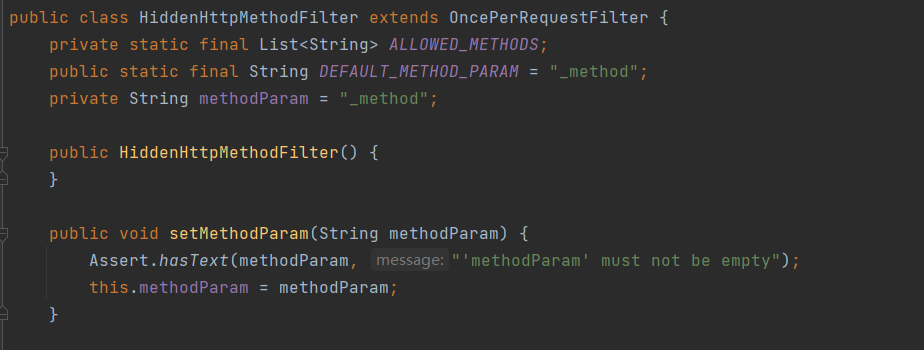 public class HiddenHttpMethodFilter extends OncePerRequestFilter {
private static final List<String> ALLOWED_METHODS;
public static final String DEFAULT_METHOD_PARAM = "_method";
private String methodParam = "_method";
public HiddenHttpMethodFilter() {
}
public void setMethodParam(String methodParam) {
Assert.hasText(methodParam, message: "'methodParam' must not be empty");
this.methodParam = methodParam;
}